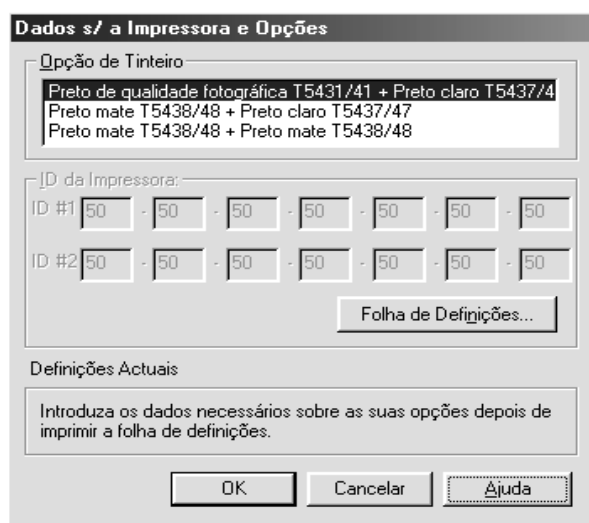 Dados s/ a Impressora e Opções
Opção de Tinteiro
Preto de qualidade fotográfica T5431/41 + Preto claro T5437/4
Preto mate T5438/48 + Preto claro T5437/47
Preto mate T5438/48 + Preto mate T5438/48
ID da Impressora:
ID #1 50 - 50 - 50 - 50 - 50 - 50 - 50
ID #2 50 - 50 - 50 - 50 - 50 - 50 - 50
Folha de Definições...
Definições Actuais
Introduza os dados necessários sobre as suas opções depois de
imprimir a folha de definições.
OK Cancelar Ajuda